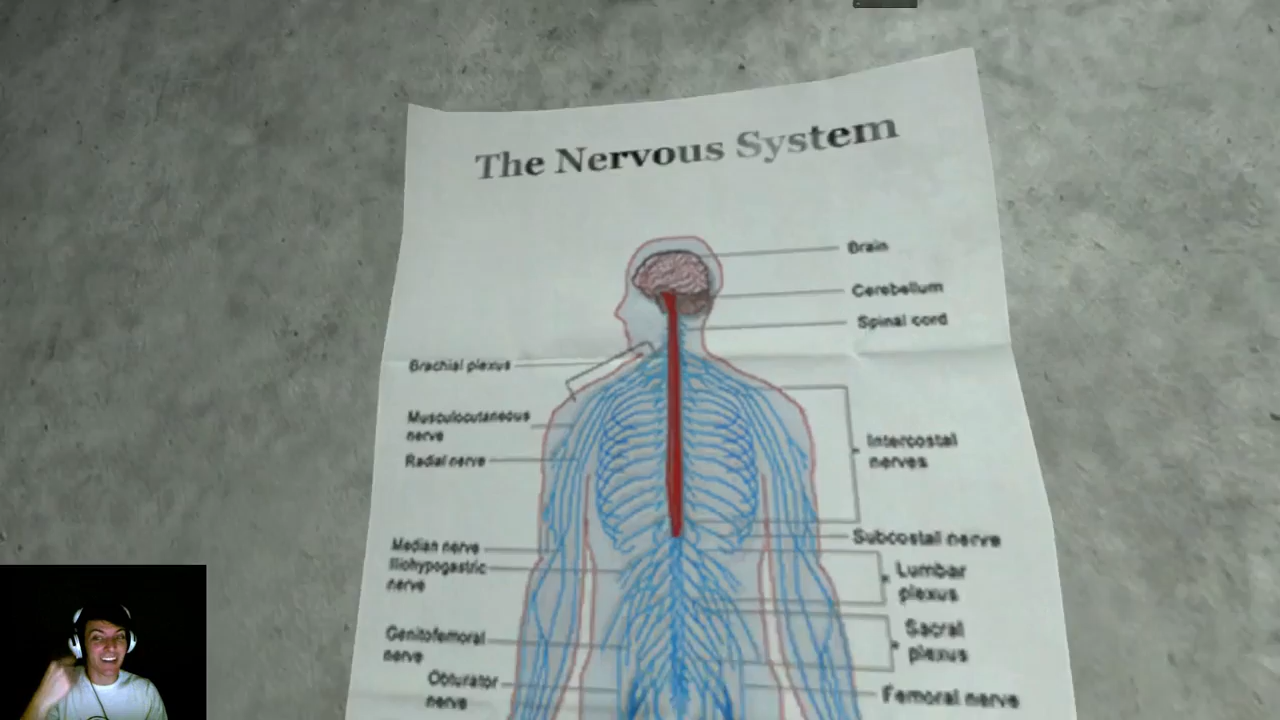 The Nervous System
Brain
Cerebellum
Spinal cord
Brachial plexus
Musculocutaneous
nerve
Radial nerve
Intercostal
nerves
Subcostal nerve
Median nerve
Iliohypogastric
nerve
Lumbar
plexus
Genitofemoral
nerve
Sacral
plexus
Obturator
nerve
Femoral nerve